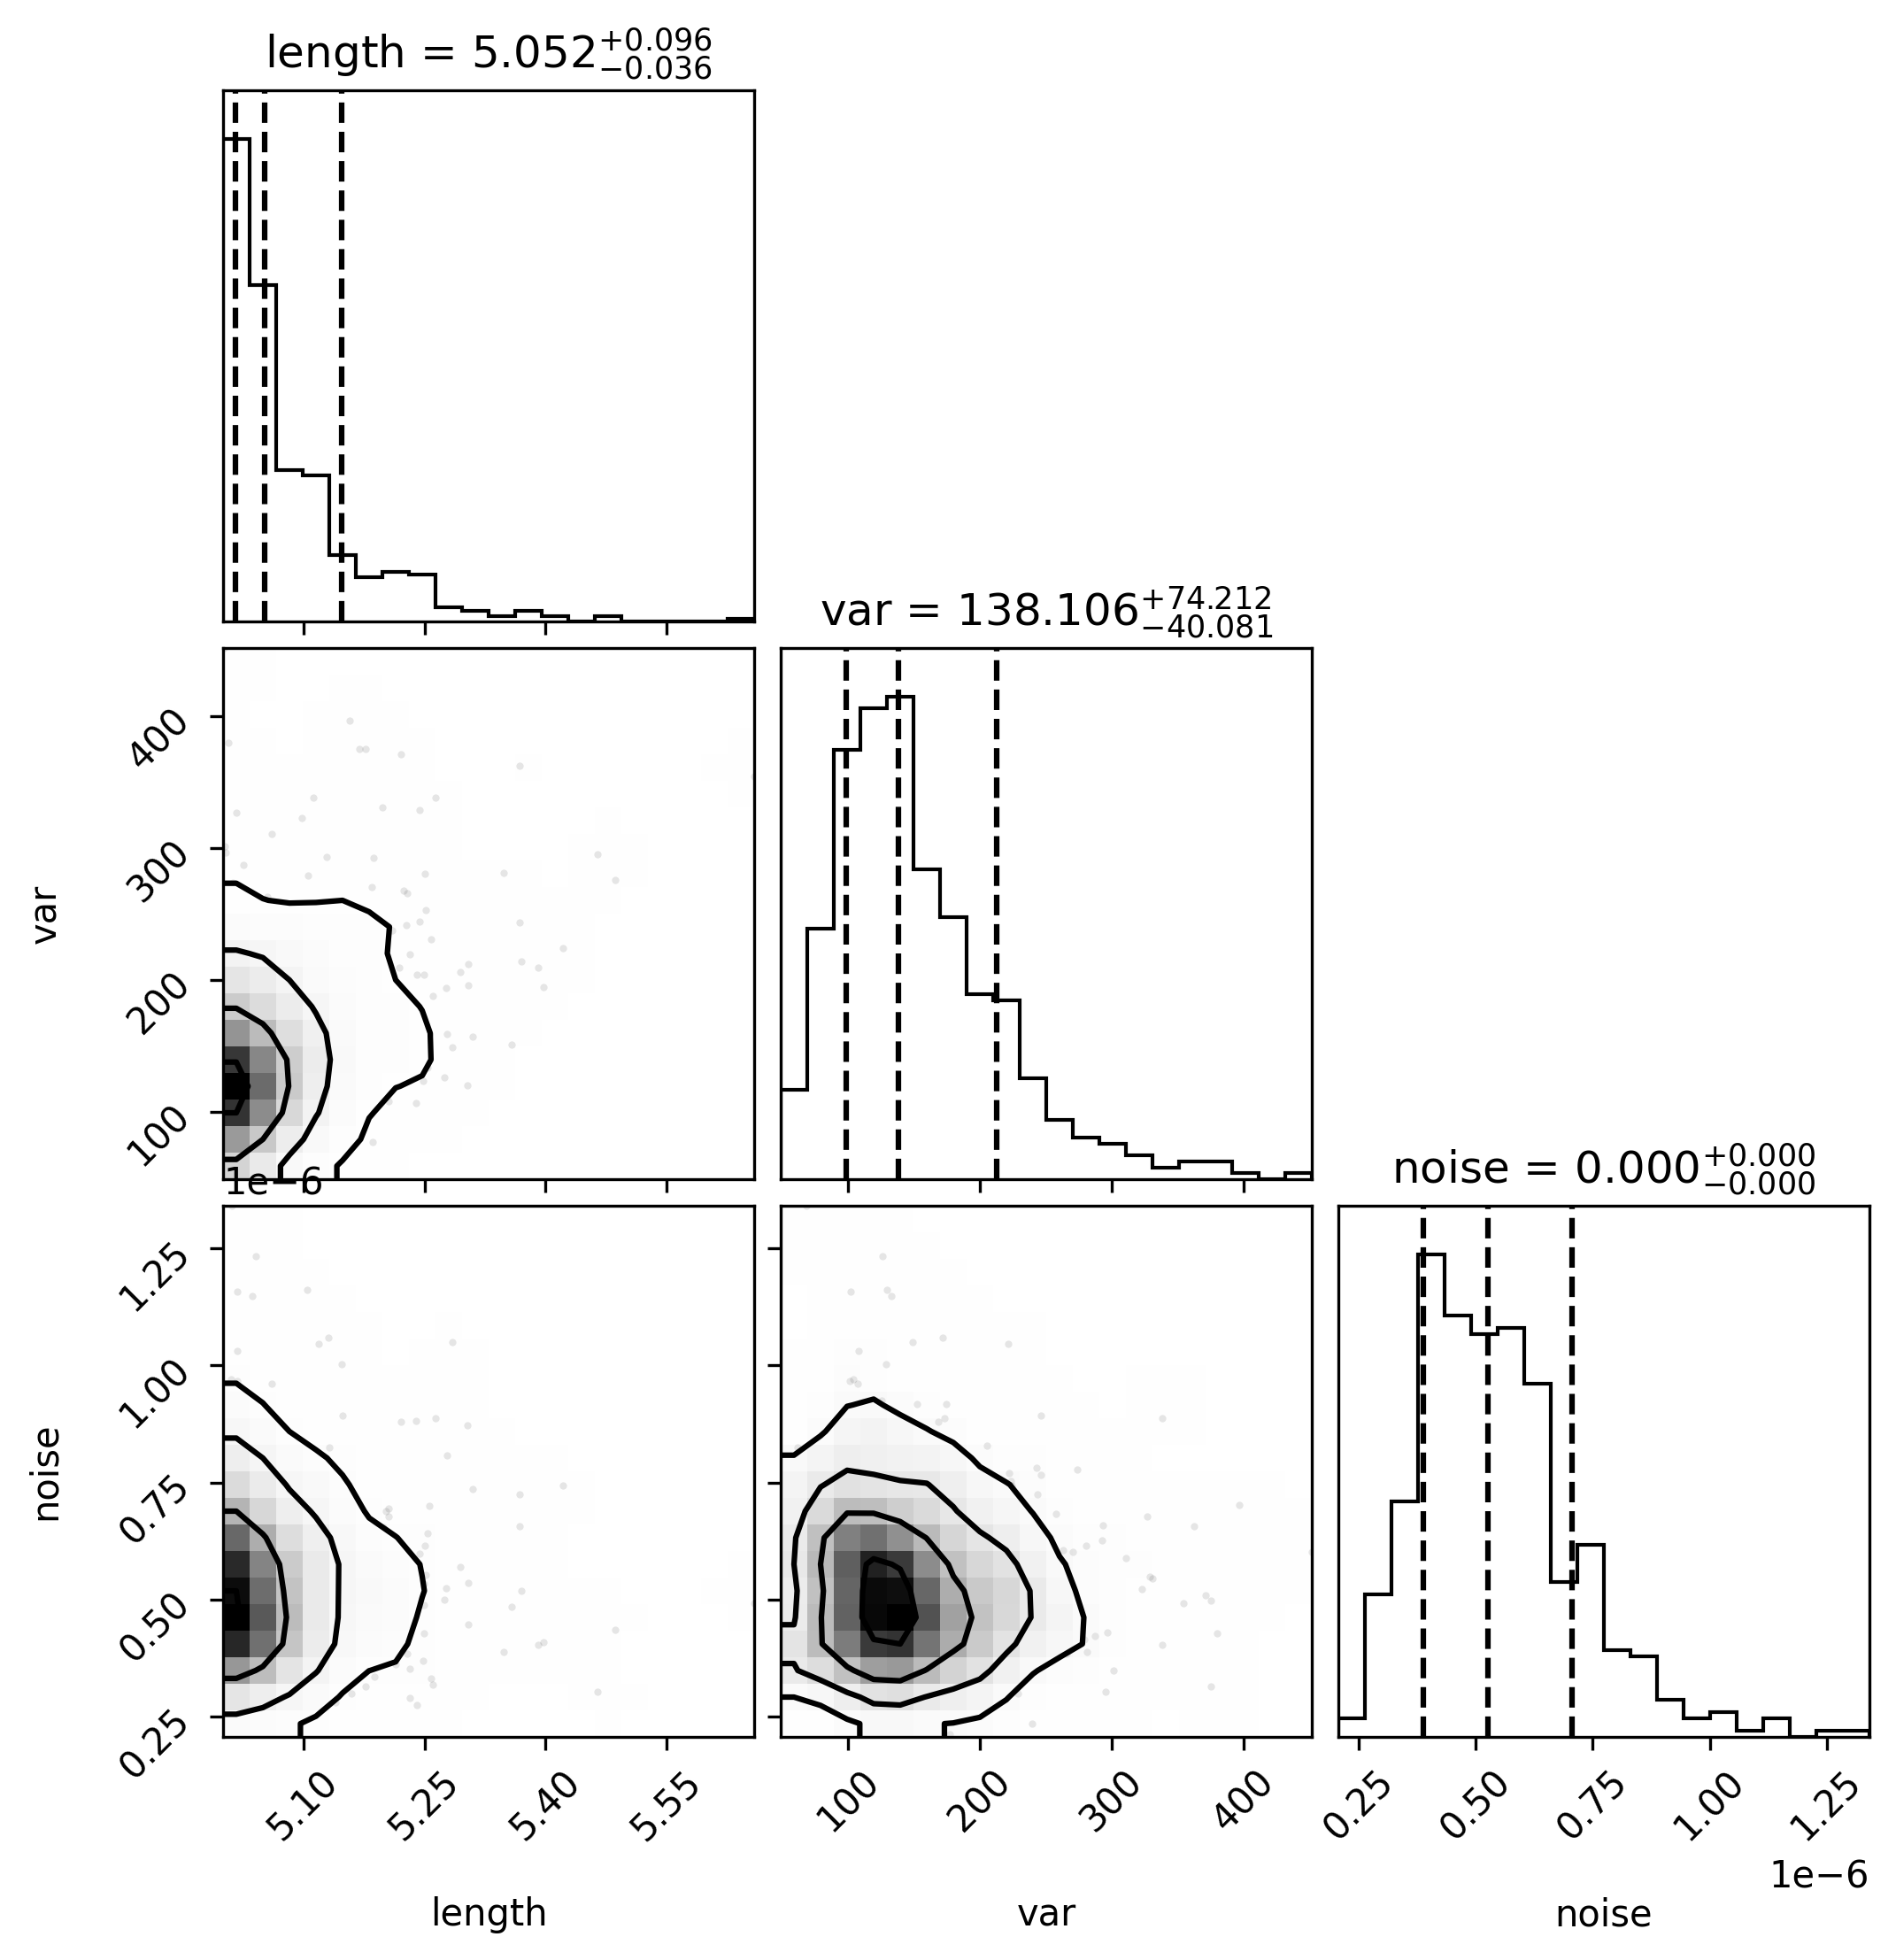 length = 5.052 +0.096 −0.036
var = 138.106 +74.212 −40.081
400
300
200
100
var
1e−6
noise = 0.000 +0.000 −0.000
1.25
1.00
0.75
0.50
0.25
noise
5.10 5.25 5.40 5.55
100 200 300 400
0.25 0.50 0.75 1.00 1.25
1e−6
length var noise